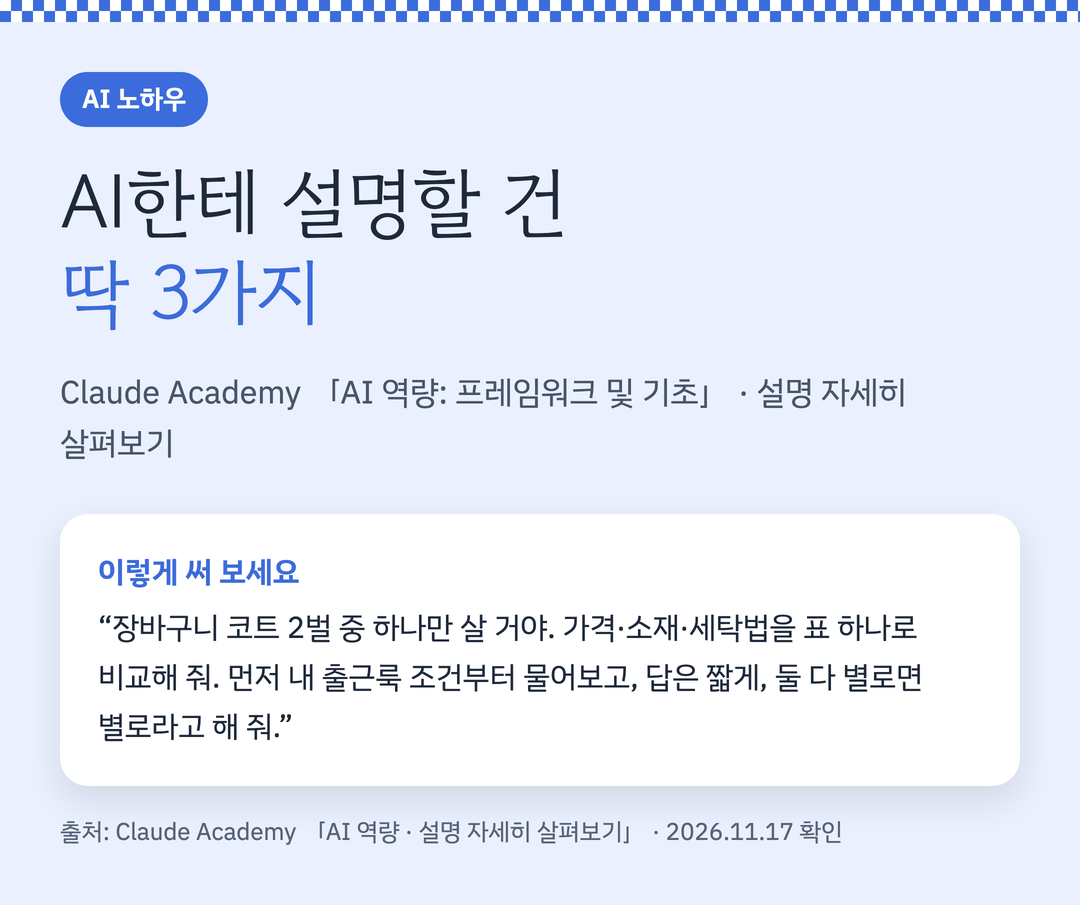 AI 노하우
AI한테 설명할 건
딱 3가지
Claude Academy 「AI 역량: 프레임워크 및 기초」 · 설명 자세히
살펴보기
이렇게 써 보세요
“장바구니 코트 2벌 중 하나만 살 거야. 가격·소재·세탁법을 표 하나로
비교해 줘. 먼저 내 출근룩 조건부터 물어보고, 답은 짧게, 둘 다 별로면
별로라고 해 줘.”
출처: Claude Academy 「AI 역량 · 설명 자세히 살펴보기」 · 2026.11.17 확인